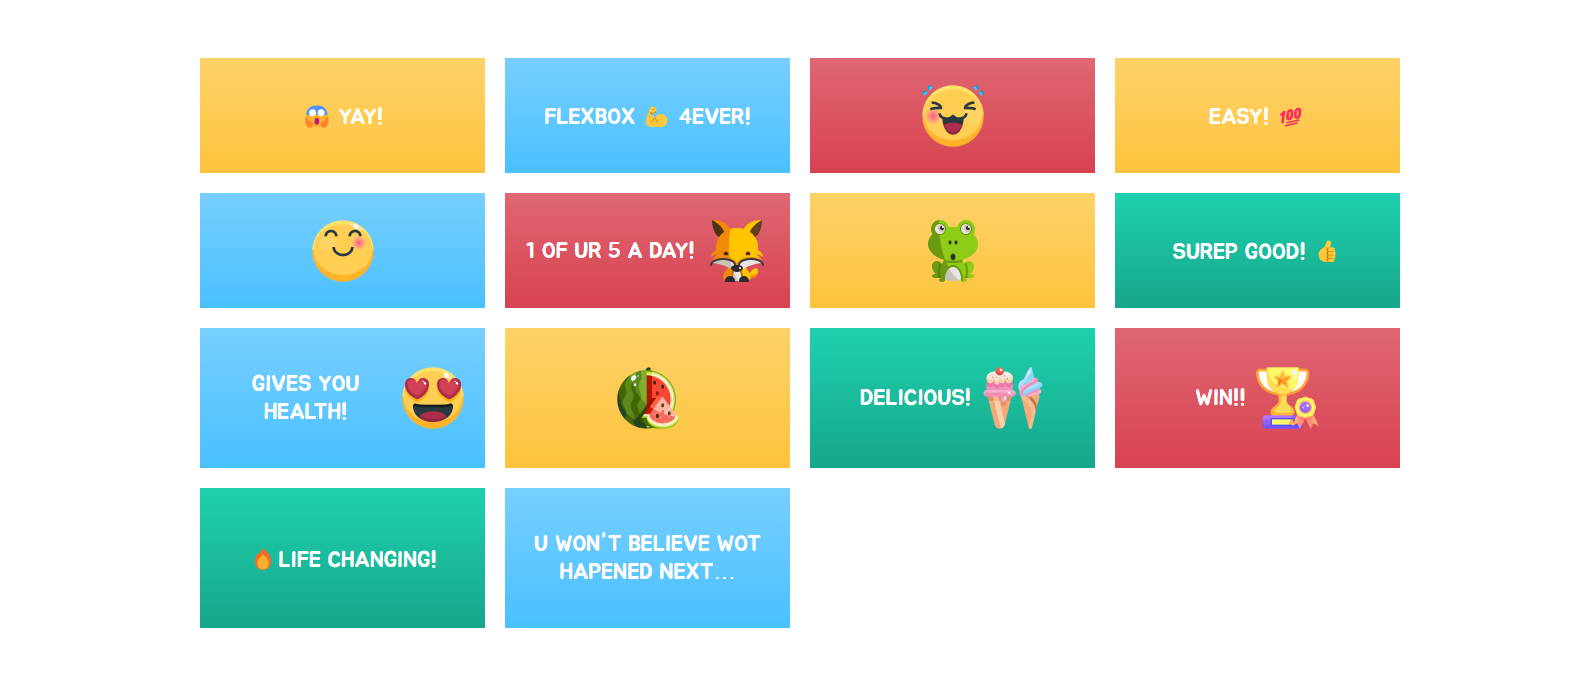 😱 YAY!
FLEXBOX 💪 4EVER!
EASY! 💯
1 OF UR 5 A DAY!
SUREP GOOD! 👍
GIVES YOU
HEALTH!
DELICIOUS!
WIN!!
🔥 LIFE CHANGING!
U WON'T BELIEVE WOT
HAPENED NEXT...